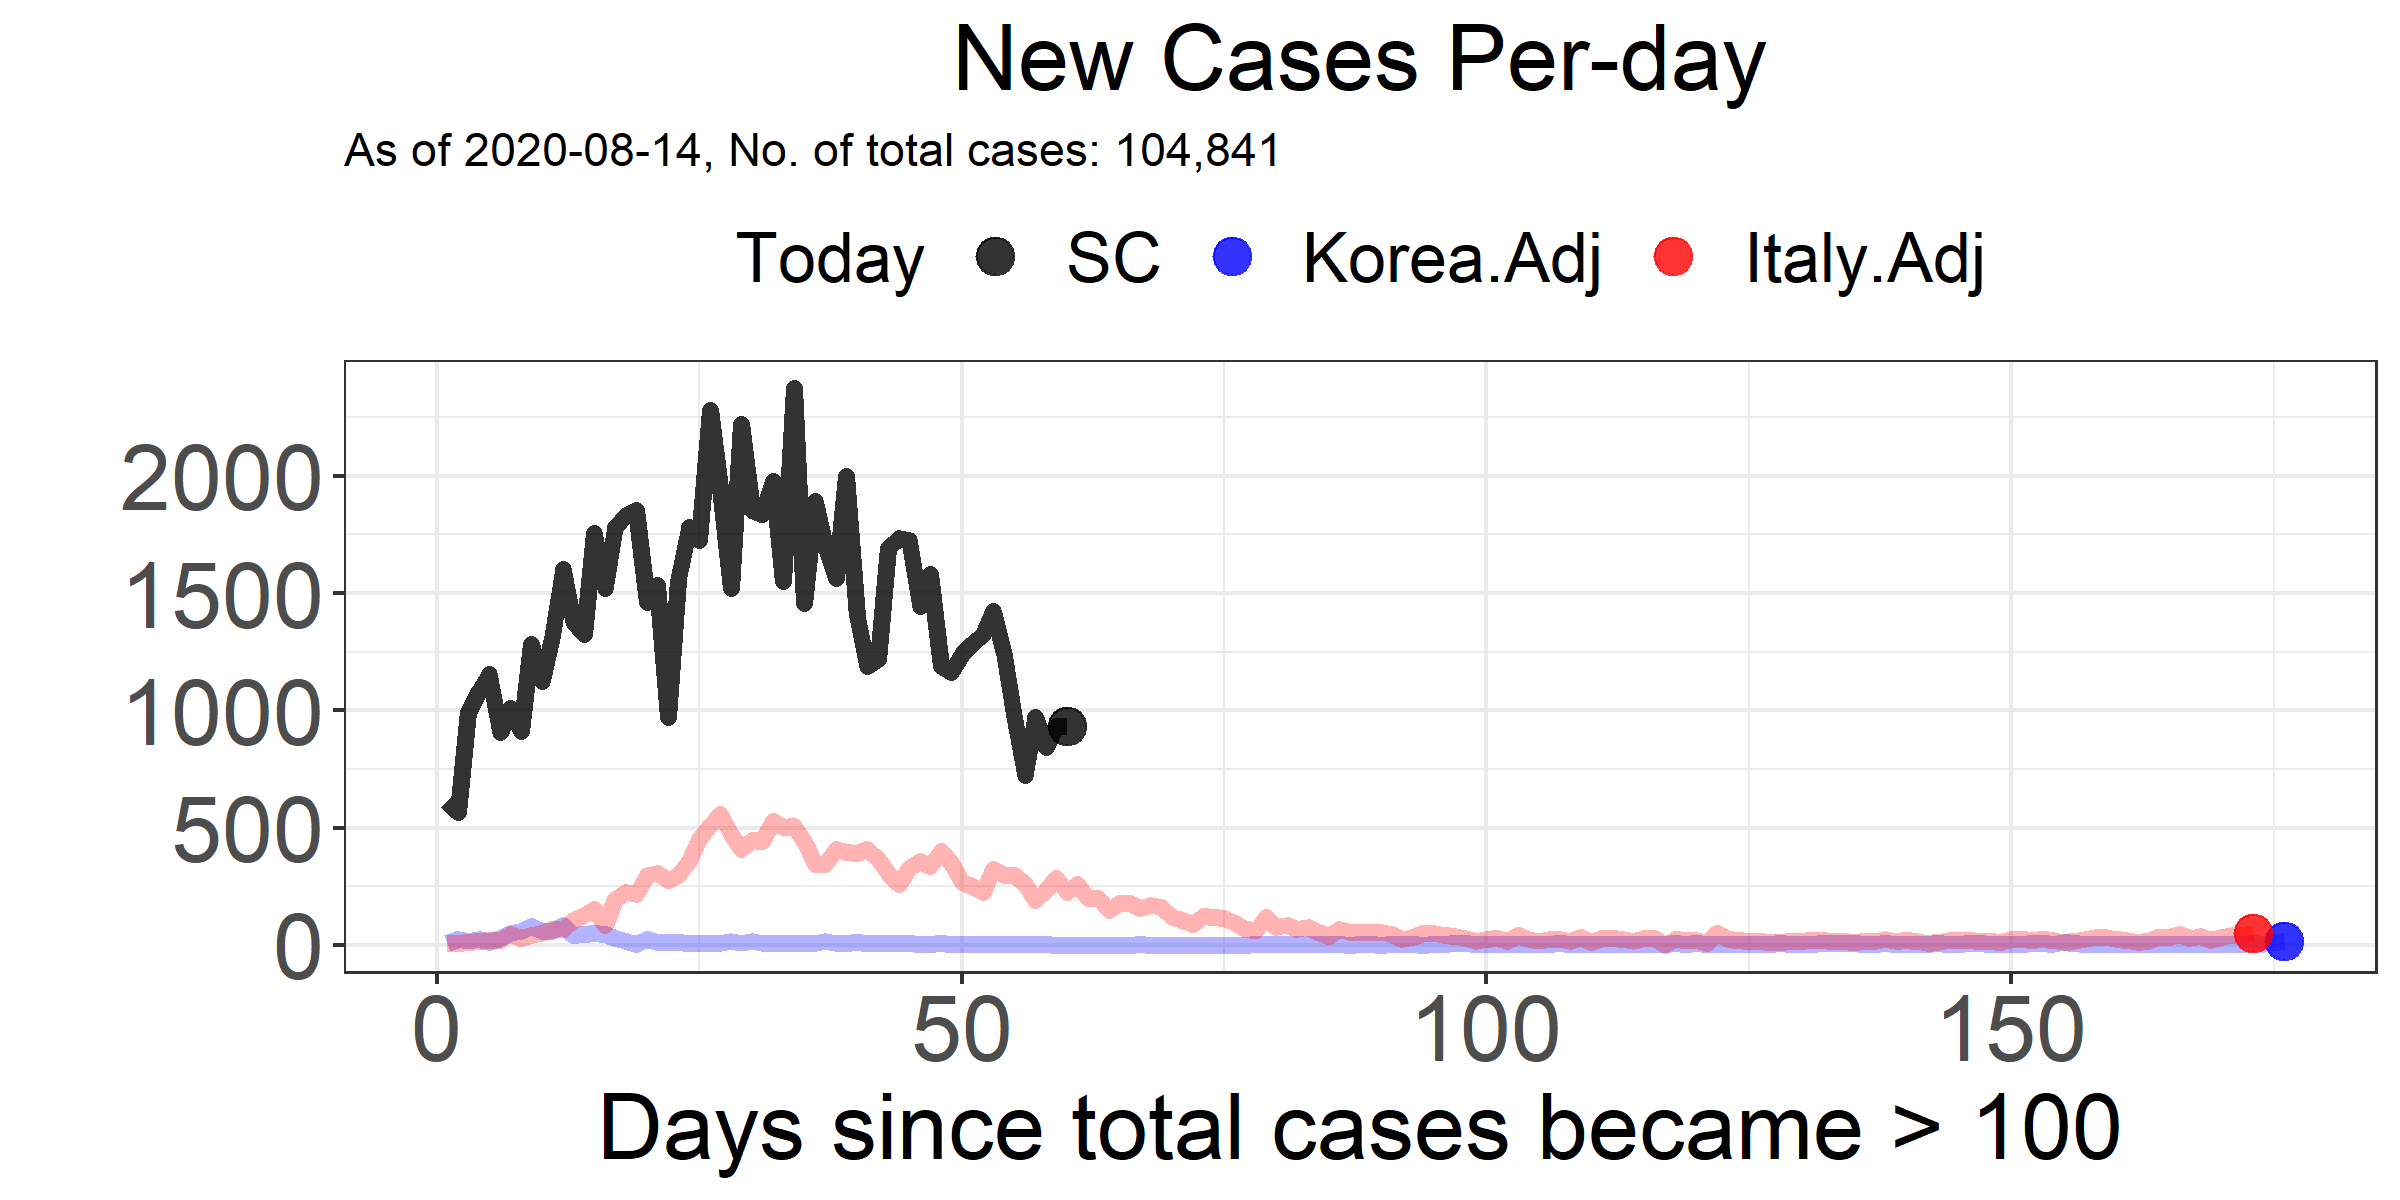 New Cases Per-day
As of 2020-08-14, No. of total cases: 104,841
Today SC Korea.Adj Italy.Adj
2000
1500
1000
500
0
0 50 100 150
Days since total cases became > 100